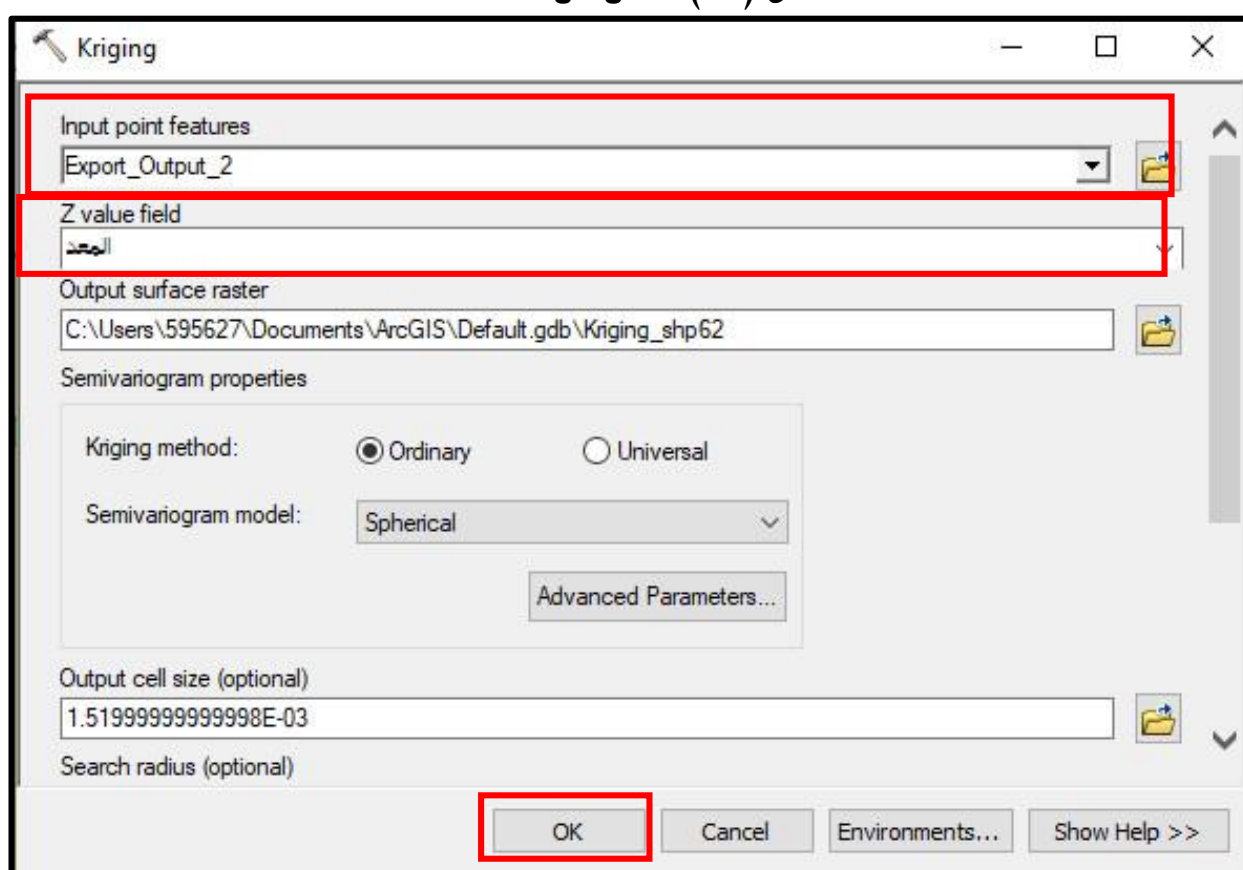 Kriging
Input point features
Export_Output_2
Z value field
المعد
Output surface raster
C:\Users\595627\Documents\ArcGIS\Default.gdb\Kriging_shp62
Semivariogram properties
Kriging method: Ordinary Universal
Semivariogram model: Spherical
Advanced Parameters...
Output cell size (optional)
1.51999999999998E-03
Search radius (optional)
OK Cancel Environments... Show Help >>